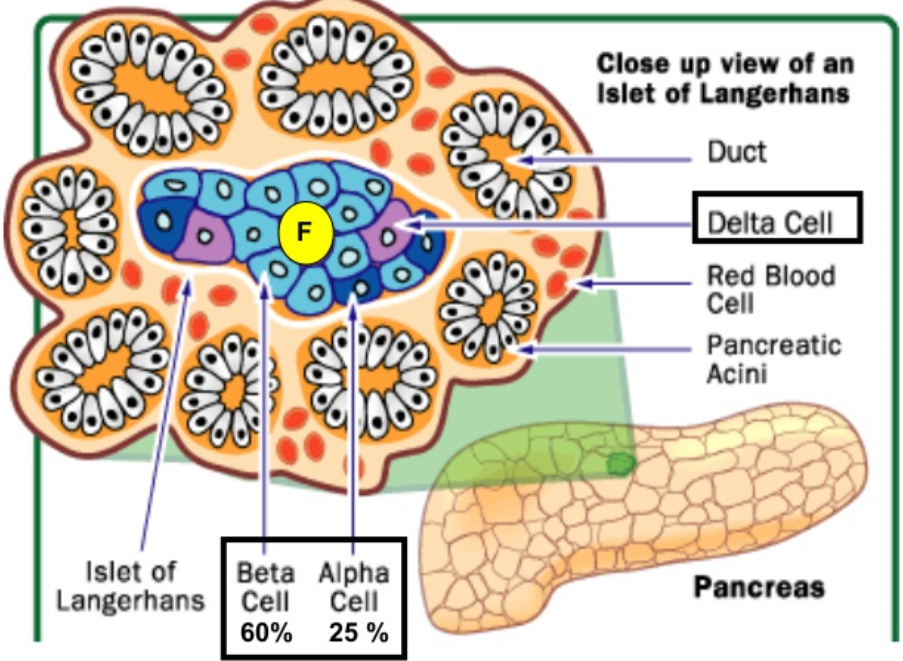 Close up view of an
Islet of Langerhans
Duct
F
Delta Cell
Red Blood
Cell
Pancreatic
Acini
Islet of
Langerhans
Beta
Cell
60%
Alpha
Cell
25 %
Pancreas